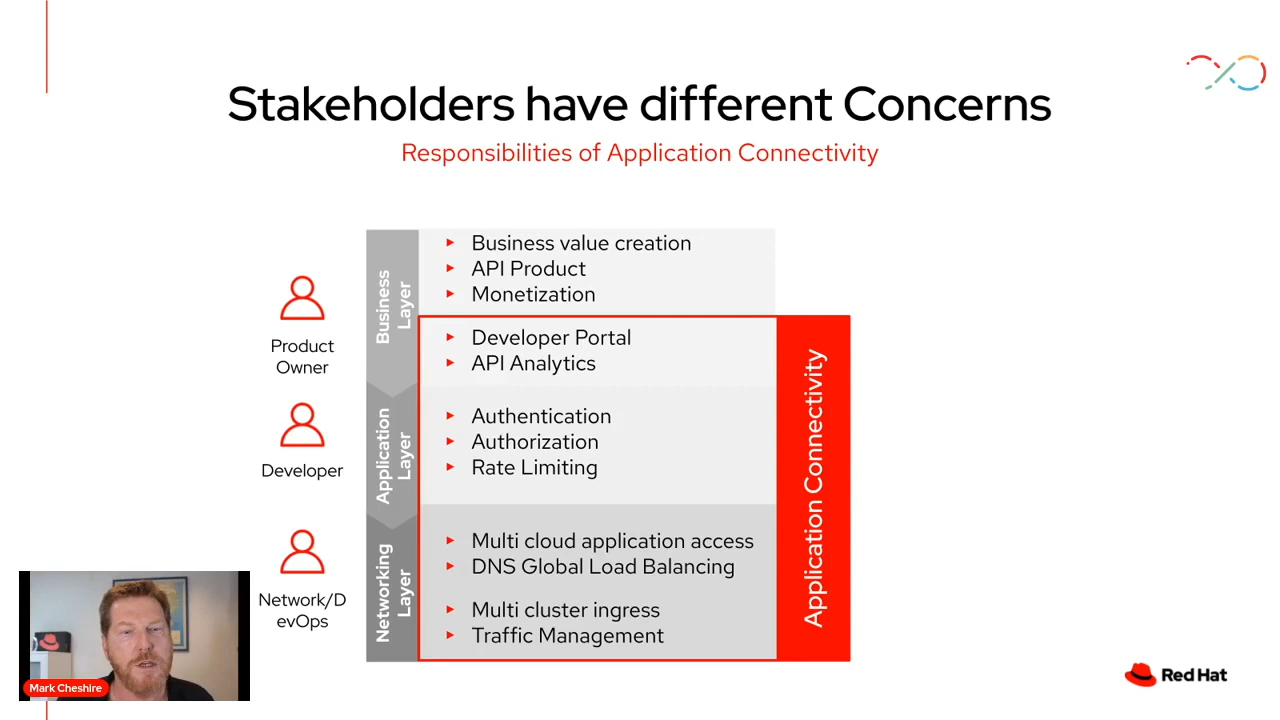 Stakeholders have different Concerns
Responsibilities of Application Connectivity
Product
Owner
Business
Layer
Business value creation
API Product
Monetization
Developer Portal
API Analytics
Developer
Application
Layer
Authentication
Authorization
Rate Limiting
Network/D
evOps
Networking
Layer
Multi cloud application access
DNS Global Load Balancing
Multi cluster ingress
Traffic Management
Application Connectivity
Mark Cheshire
Red Hat